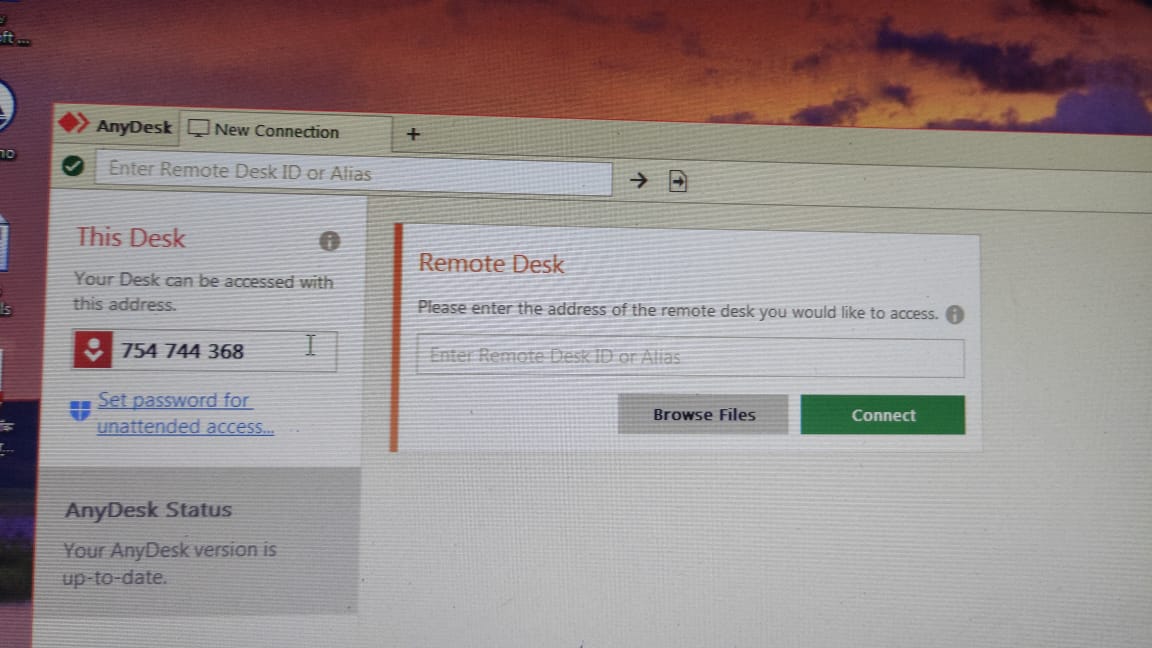 AnyDesk
New Connection
+
Enter Remote Desk ID or Alias
This Desk
Your Desk can be accessed with
this address.
754 744 368
Set password for
unattended access...
AnyDesk Status
Your AnyDesk version is
up-to-date.
Remote Desk
Please enter the address of the remote desk you would like to access.
Enter Remote Desk ID or Alias
Browse Files
Connect